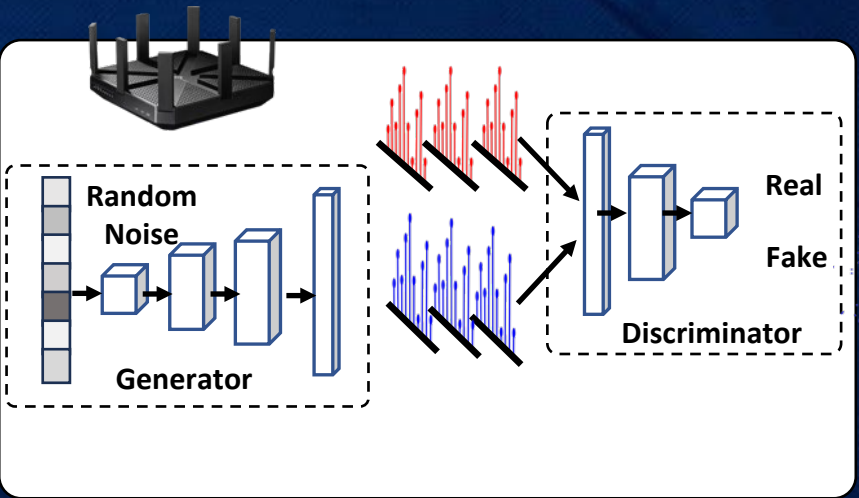 Random
Noise
Generator
Real
Fake
Discriminator